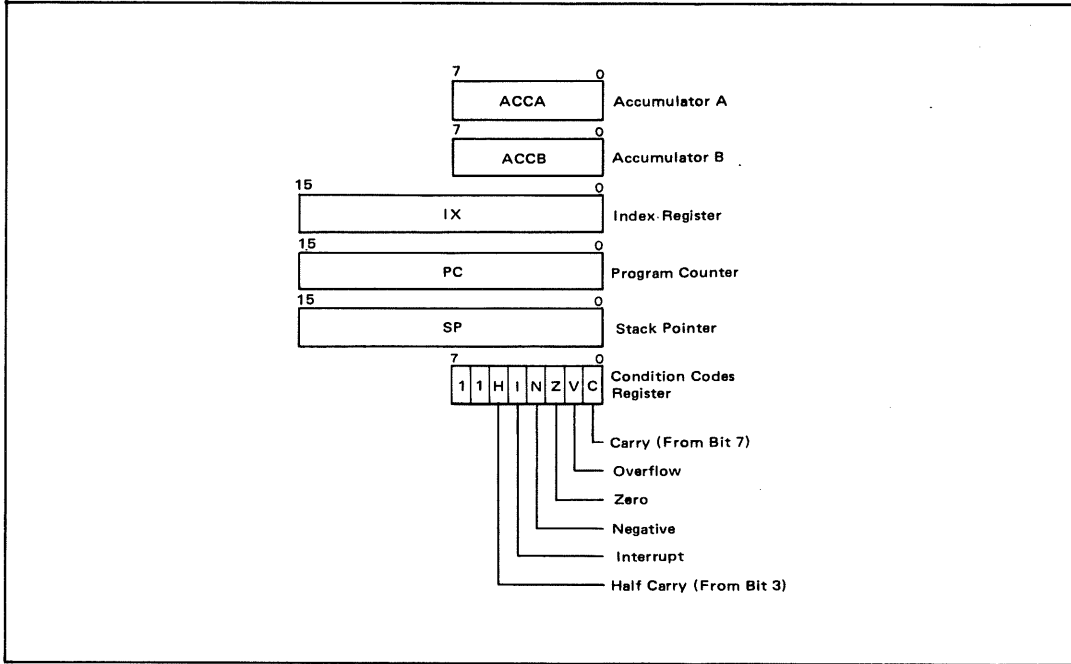 7 0
ACCA Accumulator A
7 0
ACCB Accumulator B
15 0
IX Index Register
15 0
PC Program Counter
15 0
SP Stack Pointer
7 0
1 1 H I N Z V C Condition Codes
Register
Carry (From Bit 7)
Overflow
Zero
Negative
Interrupt
Half Carry (From Bit 3)